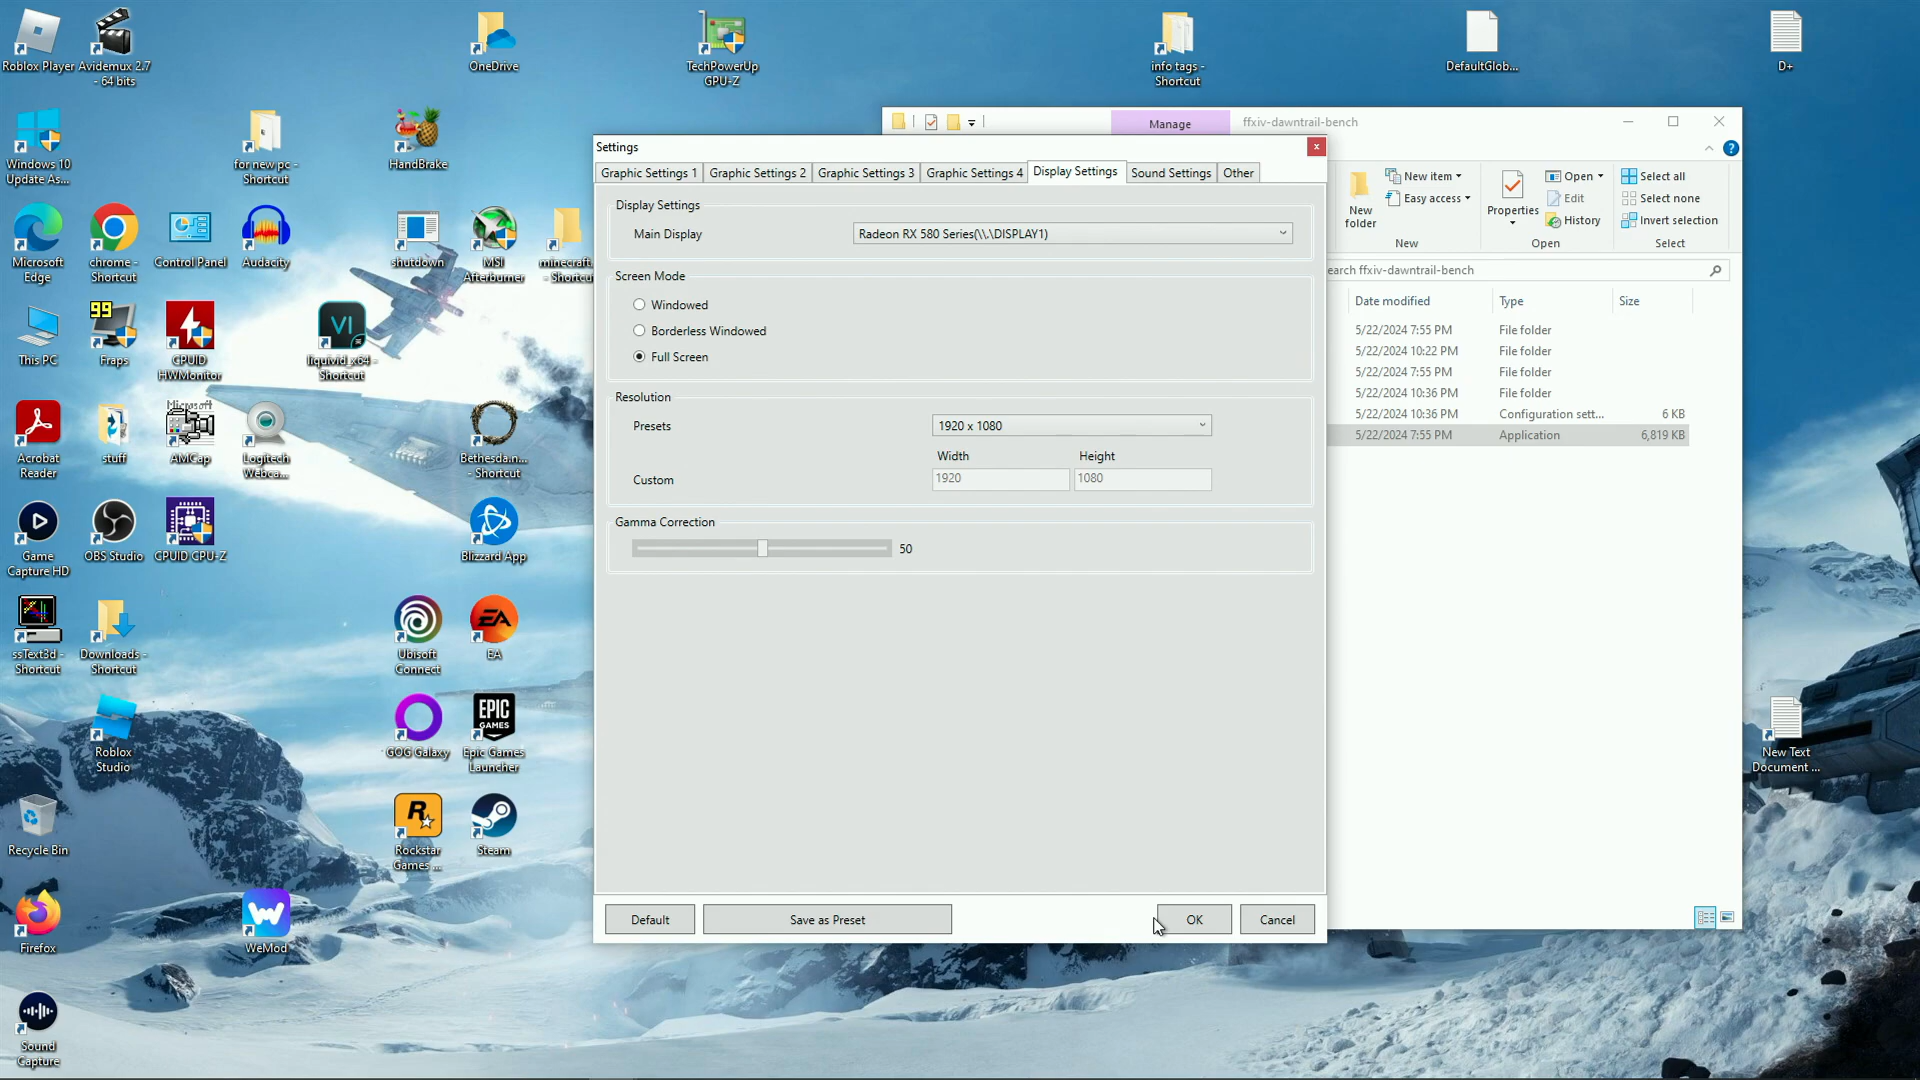 Roblox Player
Avidemux 2.7
- 64 bits
OneDrive
TechPowerUp
GPU-Z
info tags -
Shortcut
DefaultGlob...
D+
Windows 10
Update As...
for new pc -
Shortcut
HandBrake
Microsoft
Edge
chrome -
Shortcut
Control Panel
Audacity
shutdown
MSI
Afterburner
minecraft.
- Shortcu
This PC
99
Fraps
CPUID
HWMonitor
VI
liquivid_x64 -
Shortcut
Acrobat
Reader
stuff
Microsoft
AMCap
Logitech
Webca...
Bethesda.n...
- Shortcut
Game
Capture HD
OBS Studio
CPUID CPU-Z
Blizzard App
ssText3d -
Shortcut
Downloads -
Shortcut
Ubisoft
Connect
EA
EA
Roblox
Studio
GOG Galaxy
EPIC
GAMES
Epic Games
Launcher
Recycle Bin
R
Rockstar
Games ...
Steam
Firefox
WeMod
Sound
Capture
New Text
Document ...
Manage
ffxiv-dawntrail-bench
New
folder
New item
Easy access
New
Properties
Open
Edit
History
Open
Select all
Select none
Invert selection
Select
earch ffxiv-dawntrail-bench
Date modified Type Size
5/22/2024 7:55 PM File folder
5/22/2024 10:22 PM File folder
5/22/2024 7:55 PM File folder
5/22/2024 10:36 PM File folder
5/22/2024 10:36 PM Configuration sett... 6 KB
5/22/2024 7:55 PM Application 6,819 KB
Settings
Graphic Settings 1 Graphic Settings 2 Graphic Settings 3 Graphic Settings 4 Display Settings Sound Settings Other
Display Settings
Main Display Radeon RX 580 Series(\\.\DISPLAY1)
Screen Mode
Windowed
Borderless Windowed
Full Screen
Resolution
Presets 1920 x 1080
Width Height
Custom 1920 1080
Gamma Correction
50
Default Save as Preset OK Cancel